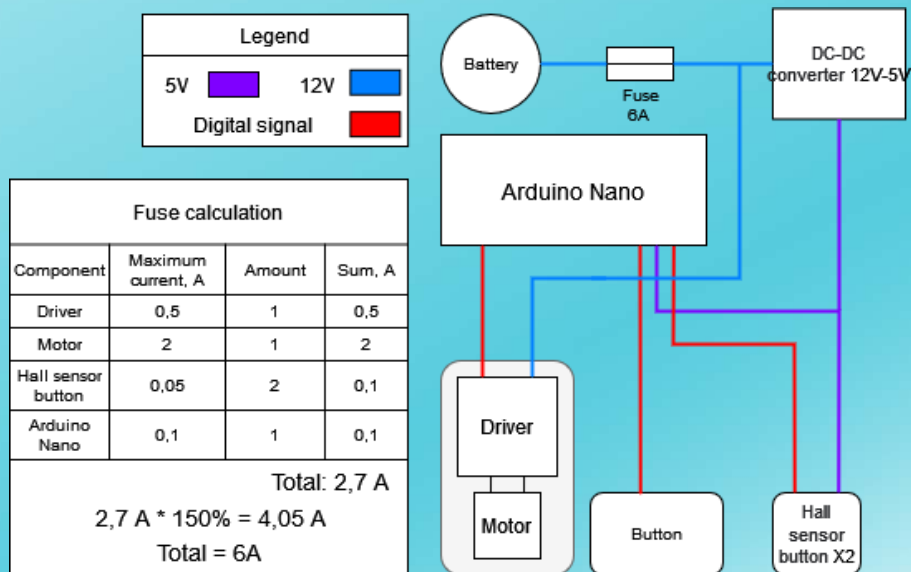 Legend
5V
12V
Digital signal
Battery
Fuse
6A
DC-DC
converter 12V-5V
Arduino Nano
Fuse calculation
Component
Maximum
current, A
Amount
Sum, A
Driver
0,5
1
0,5
Motor
2
1
2
Hall sensor
button
0,05
2
0,1
Arduino
Nano
0,1
1
0,1
Total: 2,7 A
2,7 A * 150% = 4,05 A
Total = 6A
Driver
Motor
Button
Hall
sensor
button X2